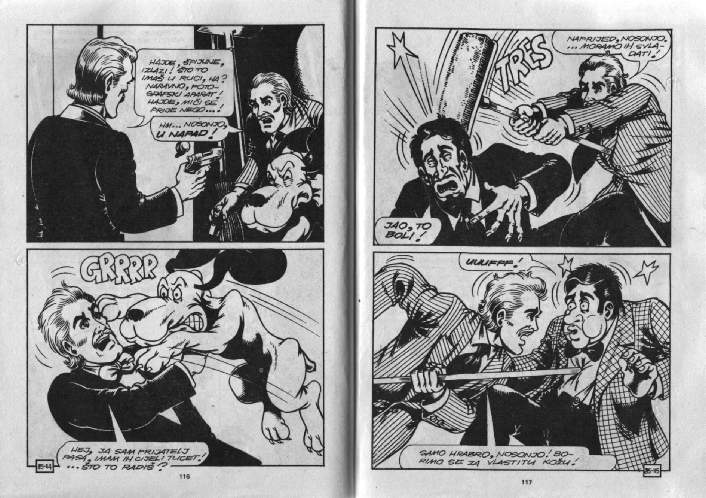 HAJDE, ŠPIJUNE,
IZLAZI! ŠTO TO
IMAŠ U RUCI, HA?
NARAVNO, FOTO-
GRAFSKI APARAT!
HAJDE, MIČI SE
PRIJE NEGO...!
HM... NOSONJO,
U NAPAD!
GRRRR
HEJ, JA SAM PRIJATELJ
PASA, IMAM IH CIJELI TUCET!
...ŠTO TO RADIŠ?
116
NAPRIJED, NOSONJO,
...MORAMO IH SVLA-
DATI!
TRES
JAO, TO
BOLI!
UUUFFF!
SAMO HRABRO, NOSONJO! BO-
RIMO SE ZA VLASTITU KOŽU!
117